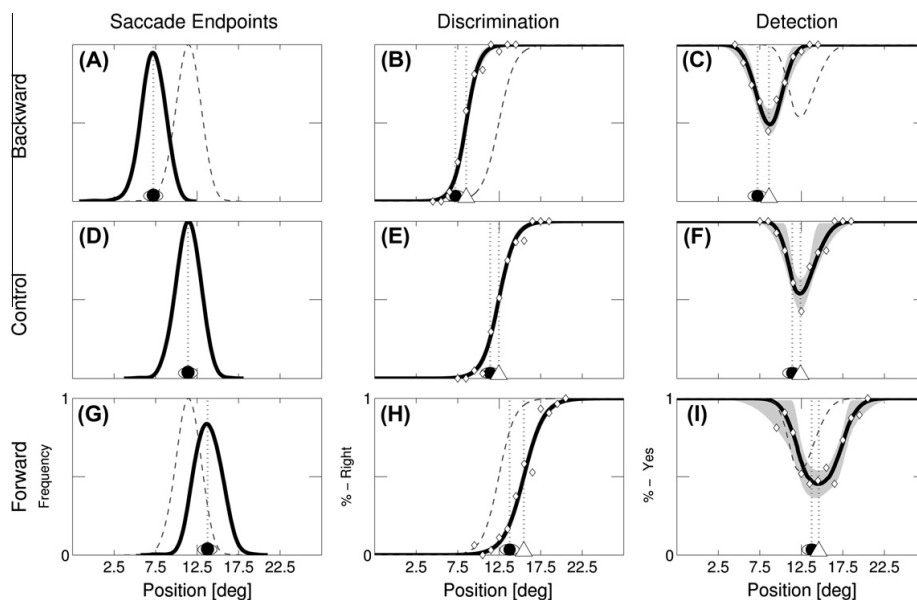 Saccade Endpoints Discrimination Detection
Backward
(A) (B) (C)
Control
(D) (E) (F)
Forward
Frequency
1
0
(G)
% - Right
1
0
(H)
% - Yes
1
0
(I)
2.5 7.5 12.5 17.5 22.5 2.5 7.5 12.5 17.5 22.5 2.5 7.5 12.5 17.5 22.5
Position [deg] Position [deg] Position [deg]